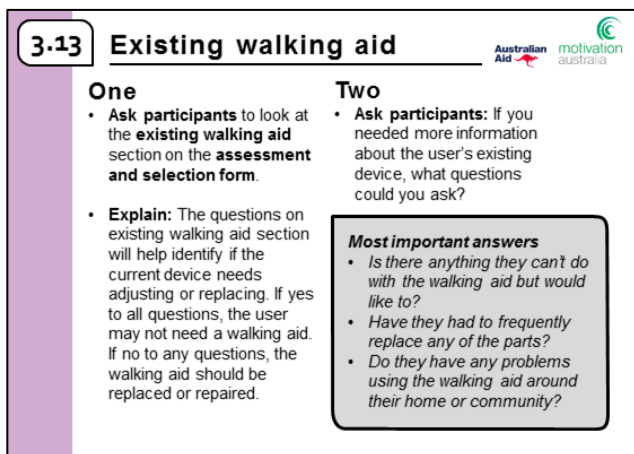 3.13
Existing walking aid
Australian
Aid
motivation
australia
One
• Ask participants to look at
the existing walking aid
section on the assessment
and selection form.
• Explain: The questions on
existing walking aid section
will help identify if the
current device needs
adjusting or replacing. If yes
to all questions, the user
may not need a walking aid.
If no to any questions, the
walking aid should be
replaced or repaired.
Two
• Ask participants: If you
needed more information
about the user's existing
device, what questions
could you ask?
Most important answers
• Is there anything they can't do
with the walking aid but would
like to?
• Have they had to frequently
replace any of the parts?
• Do they have any problems
using the walking aid around
their home or community?